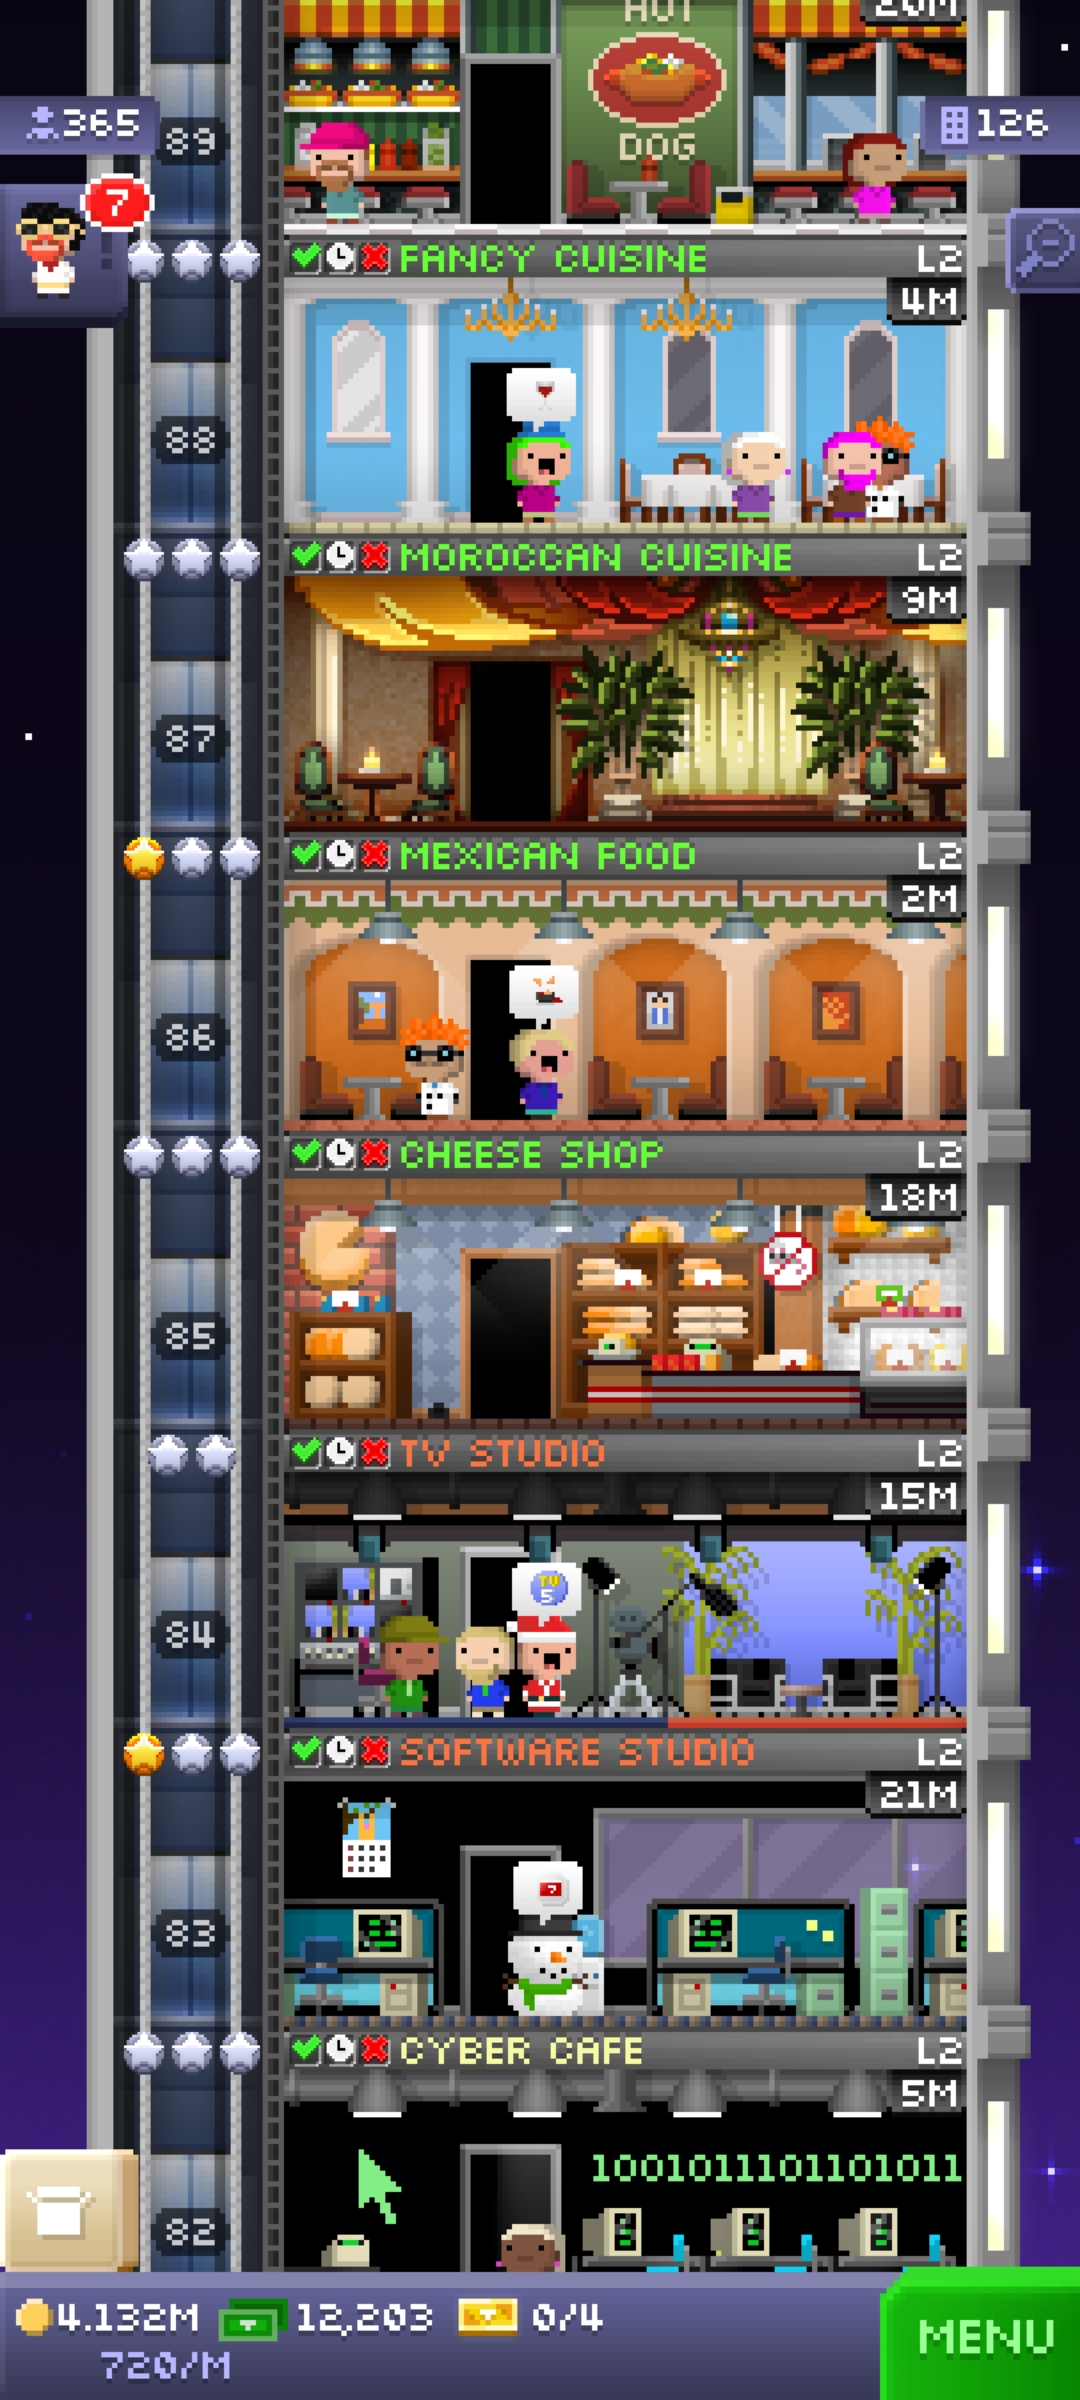 20M
HOT
DOG
365
89
126
7
FANCY CUISINE L2
4M
88
MOROCCAN CUISINE L2
9M
87
MEXICAN FOOD L2
2M
86
CHEESE SHOP L2
18M
85
TV STUDIO L2
15M
TV
5
84
SOFTWARE STUDIO L2
21M
?
83
CYBER CAFE L2
5M
1001011101101011
82
4.132M 12,203 0/4
720/M
MENU